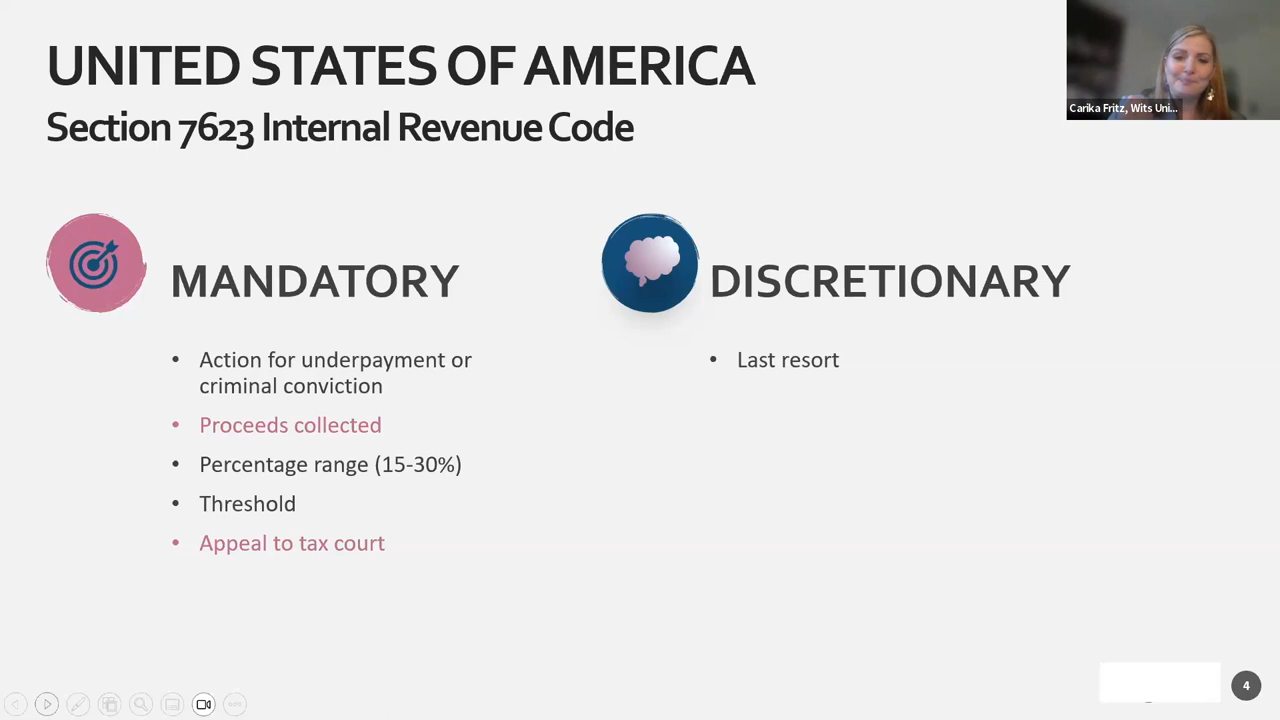 UNITED STATES OF AMERICA
Section 7623 Internal Revenue Code
Carika Fritz, Wits Uni...
MANDATORY
• Action for underpayment or
criminal conviction
• Proceeds collected
• Percentage range (15-30%)
• Threshold
• Appeal to tax court
DISCRETIONARY
• Last resort
4